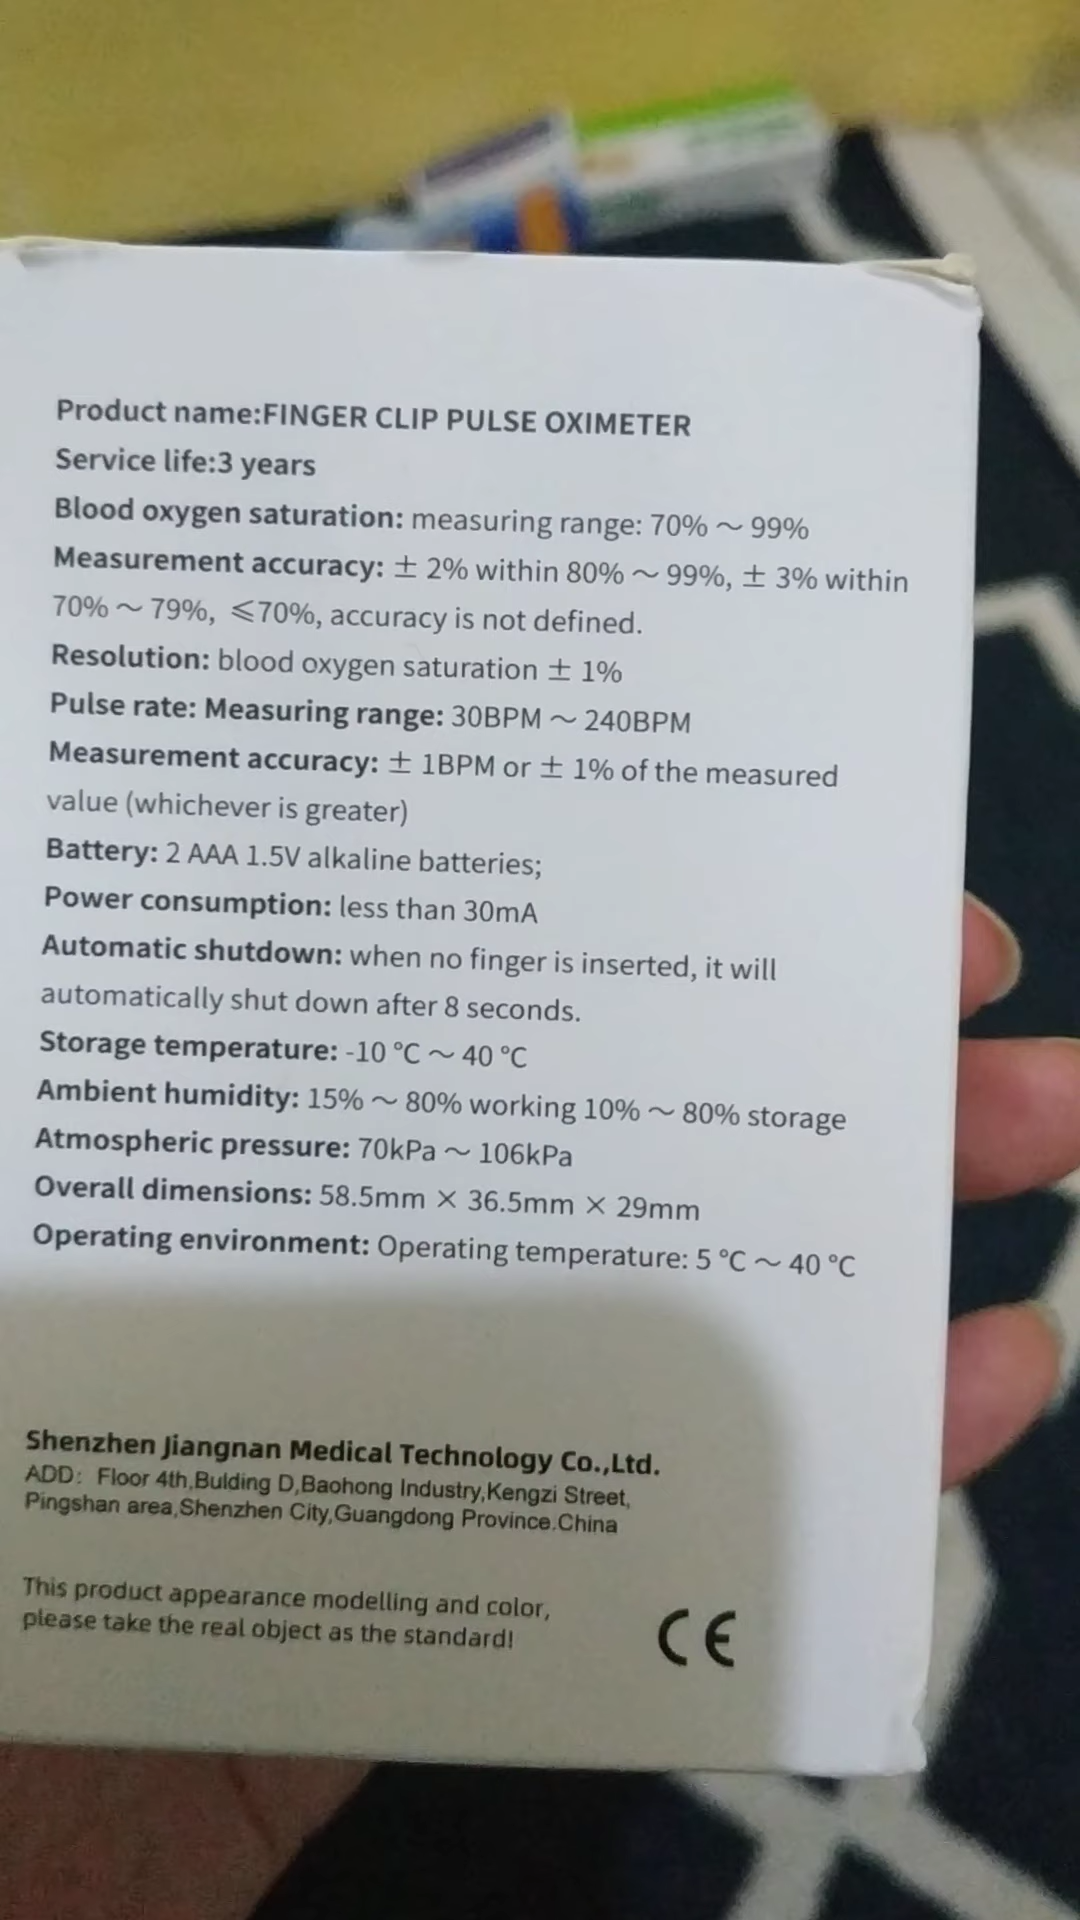 Product name:FINGER CLIP PULSE OXIMETER
Service life:3 years
Blood oxygen saturation: measuring range: 70% ～ 99%
Measurement accuracy: ± 2% within 80% ～ 99%, ± 3% within
70% ～ 79%, ⩽70%, accuracy is not defined.
Resolution: blood oxygen saturation ± 1%
Pulse rate: Measuring range: 30BPM ～ 240BPM
Measurement accuracy: ± 1BPM or ± 1% of the measured
value (whichever is greater)
Battery: 2 AAA 1.5V alkaline batteries;
Power consumption: less than 30mA
Automatic shutdown: when no finger is inserted, it will
automatically shut down after 8 seconds.
Storage temperature: -10 ℃ ～ 40 ℃
Ambient humidity: 15% ～ 80% working 10% ～ 80% storage
Atmospheric pressure: 70kPa ～ 106kPa
Overall dimensions: 58.5mm × 36.5mm × 29mm
Operating environment: Operating temperature: 5 ℃ ～ 40 ℃
Shenzhen Jiangnan Medical Technology Co.,Ltd.
ADD: Floor 4th,Bulding D,Baohong Industry,Kengzi Street,
Pingshan area,Shenzhen City,Guangdong Province.China
This product appearance modelling and color,
please take the real object as the standard!
CE